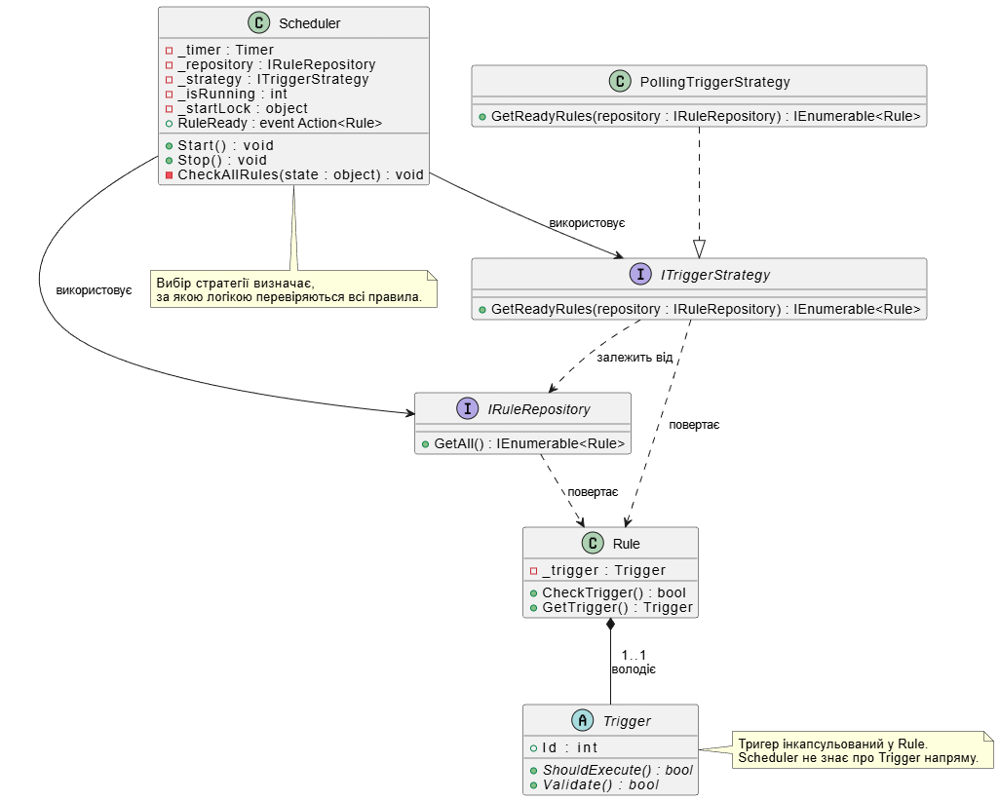 C Scheduler
_timer : Timer
_repository : IRuleRepository
_strategy : ITriggerStrategy
_isRunning : int
_startLock : object
RuleReady : event Action<Rule>
Start() : void
Stop() : void
CheckAllRules(state : object) : void
C PollingTriggerStrategy
GetReadyRules(repository : IRuleRepository) : IEnumerable<Rule>
використовує
використовує
Вибір стратегії визначає,
за якою логікою перевіряються всі правила.
I ITriggerStrategy
GetReadyRules(repository : IRuleRepository) : IEnumerable<Rule>
залежить від
I IRuleRepository
GetAll() : IEnumerable<Rule>
повертає
повертає
C Rule
_trigger : Trigger
CheckTrigger() : bool
GetTrigger() : Trigger
1..1
володіє
A Trigger
Id : int
ShouldExecute() : bool
Validate() : bool
Тригер інкапсульований у Rule.
Scheduler не знає про Trigger напряму.